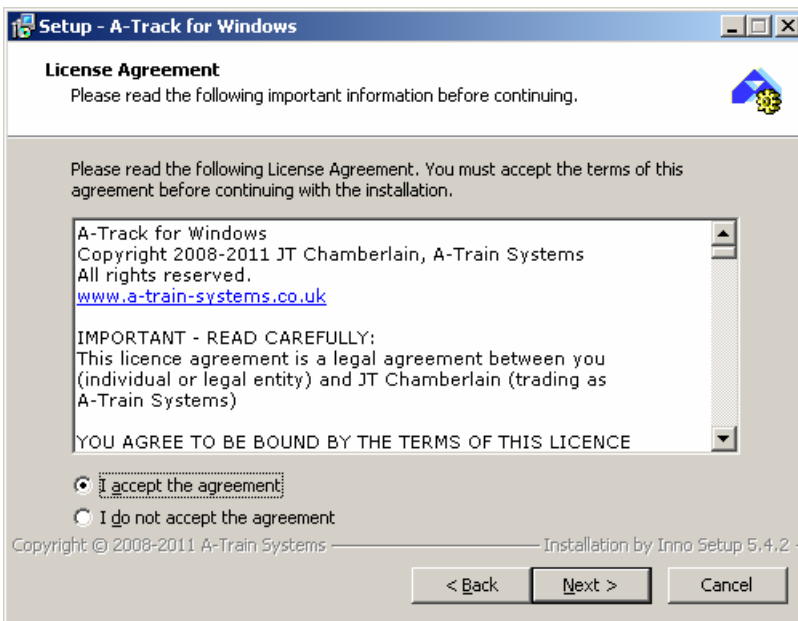 Setup - A-Track for Windows
License Agreement
Please read the following important information before continuing.
Please read the following License Agreement. You must accept the terms of this
agreement before continuing with the installation.
A-Track for Windows
Copyright 2008-2011 JT Chamberlain, A-Train Systems
All rights reserved.
www.a-train-systems.co.uk
IMPORTANT - READ CAREFULLY:
This licence agreement is a legal agreement between you
(individual or legal entity) and JT Chamberlain (trading as
A-Train Systems)
YOU AGREE TO BE BOUND BY THE TERMS OF THIS LICENCE
I accept the agreement
I do not accept the agreement
Copyright © 2008-2011 A-Train Systems Installation by Inno Setup 5.4.2
< Back Next > Cancel